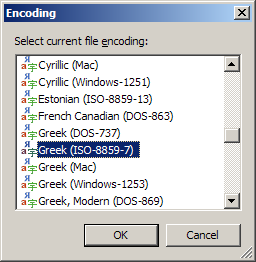 Encoding
Select current file encoding:
Cyrillic (Mac)
Cyrillic (Windows-1251)
Estonian (ISO-8859-13)
French Canadian (DOS-863)
Greek (DOS-737)
Greek (ISO-8859-7)
Greek (Mac)
Greek (Windows-1253)
Greek, Modern (DOS-869)
OK Cancel